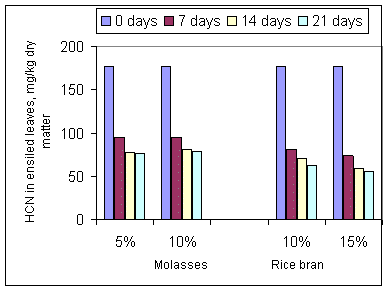 0 days 7 days 14 days 21 days
HCN in ensiled leaves, mg/kg dry
matter
200
150
100
50
0
5% 10% 10% 15%
Molasses Rice bran